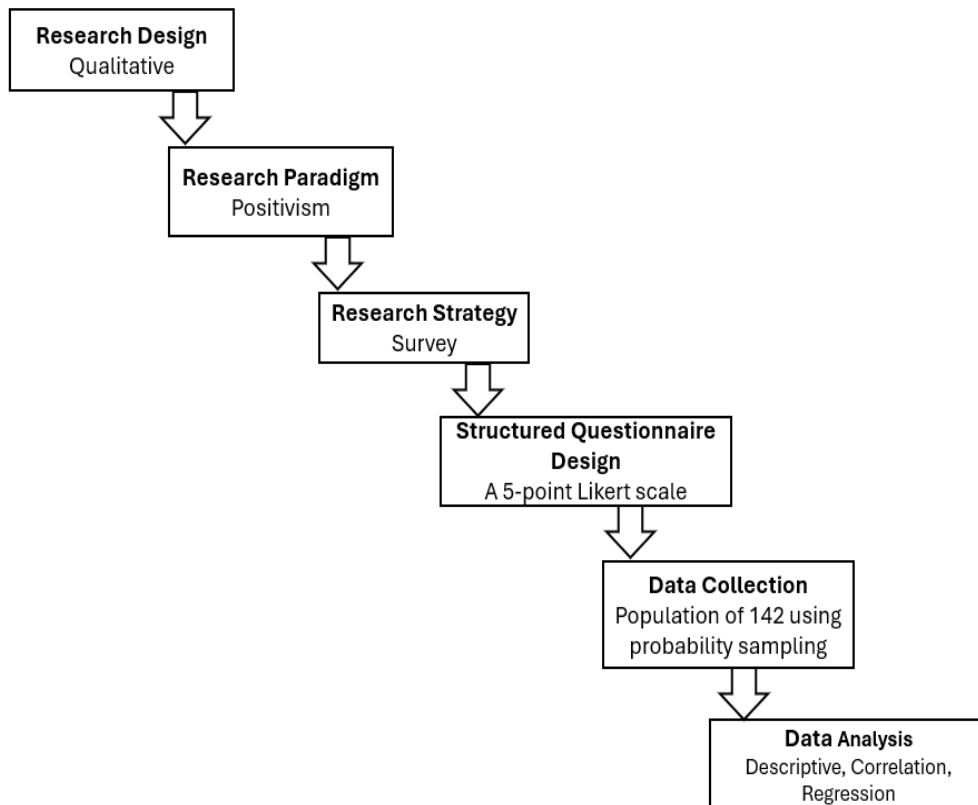 Research Design
Qualitative
Research Paradigm
Positivism
Research Strategy
Survey
Structured Questionnaire
Design
A 5-point Likert scale
Data Collection
Population of 142 using
probability sampling
Data Analysis
Descriptive, Correlation,
Regression